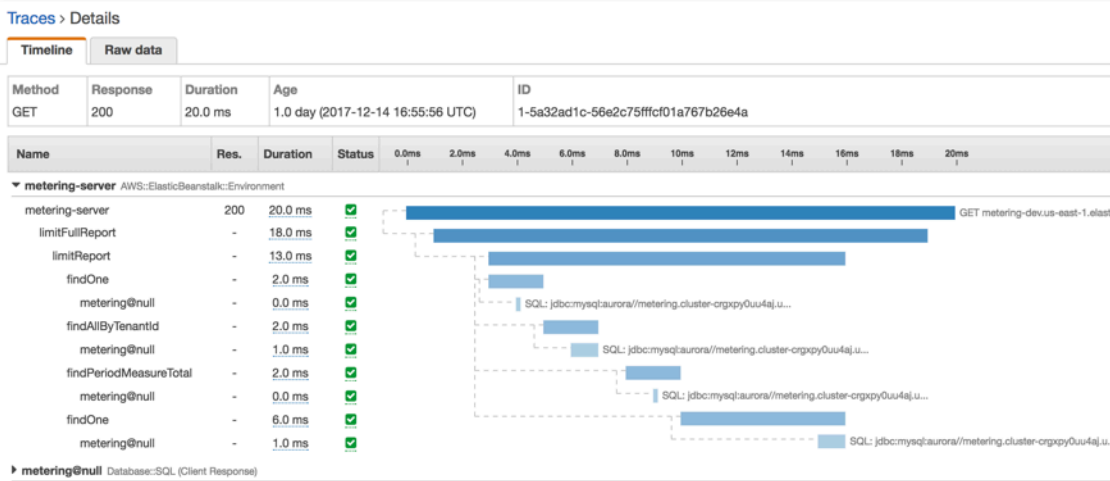 Traces > Details
Timeline Raw data
Method Response Duration Age ID
GET 200 20.0 ms 1.0 day (2017-12-14 16:55:56 UTC) 1-5a32ad1c-56e2c75fffcf01a767b26e4a
Name Res. Duration Status 0.0ms 2.0ms 4.0ms 6.0ms 8.0ms 10ms 12ms 14ms 16ms 18ms 20ms
metering-server AWS::ElasticBeanstalk::Environment
metering-server 200 20.0 ms GET metering-dev.us-east-1.elast
limitFullReport - 18.0 ms
limitReport - 13.0 ms
findOne - 2.0 ms
metering@null - 0.0 ms SQL: jdbc:mysql:aurora//metering.cluster-crgxpy0uu4aj.u...
findAllByTenantId - 2.0 ms
metering@null - 1.0 ms SQL: jdbc:mysql:aurora//metering.cluster-crgxpy0uu4aj.u...
findPeriodMeasureTotal - 2.0 ms
metering@null - 0.0 ms SQL: jdbc:mysql:aurora//metering.cluster-crgxpy0uu4aj.u...
findOne - 6.0 ms
metering@null - 1.0 ms SQL: jdbc:mysql:aurora//metering.cluster-crgxpy0uu4aj.u.
metering@null Database::SQL (Client Response)